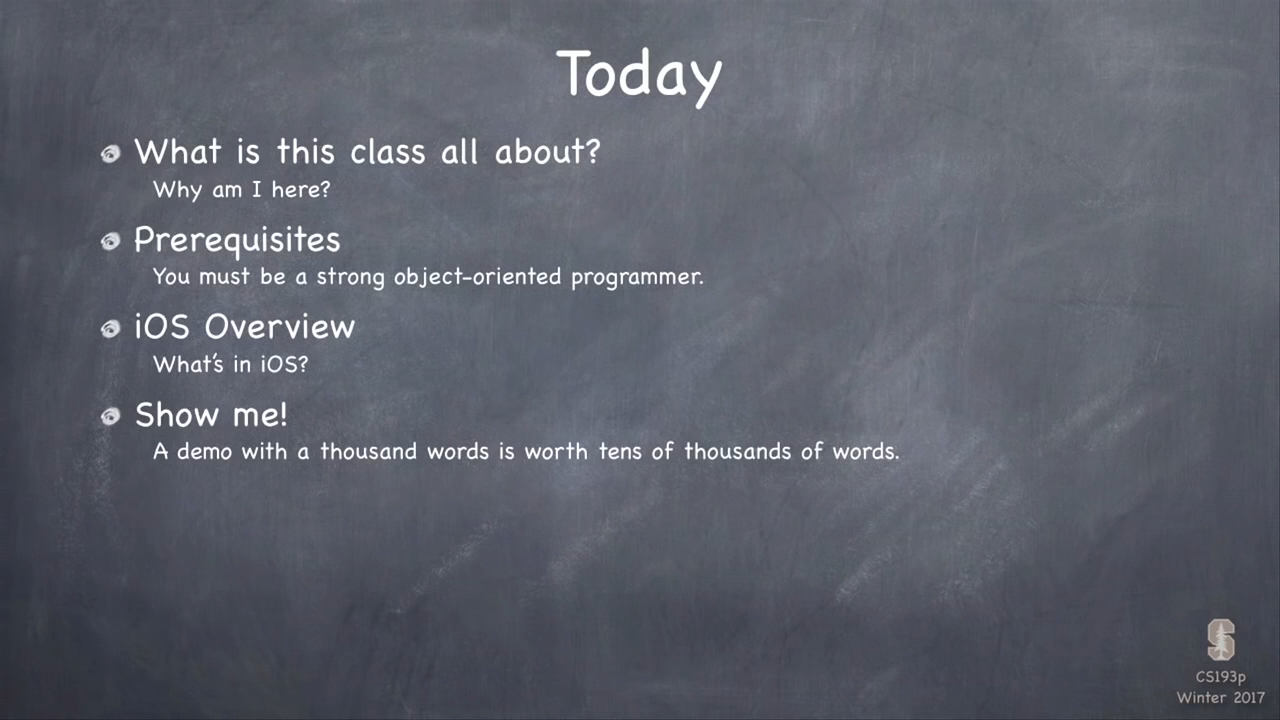 Today
What is this class all about?
Why am I here?
Prerequisites
You must be a strong object-oriented programmer.
iOS Overview
What's in iOS?
Show me!
A demo with a thousand words is worth tens of thousands of words.
S
CS193p
Winter 2017